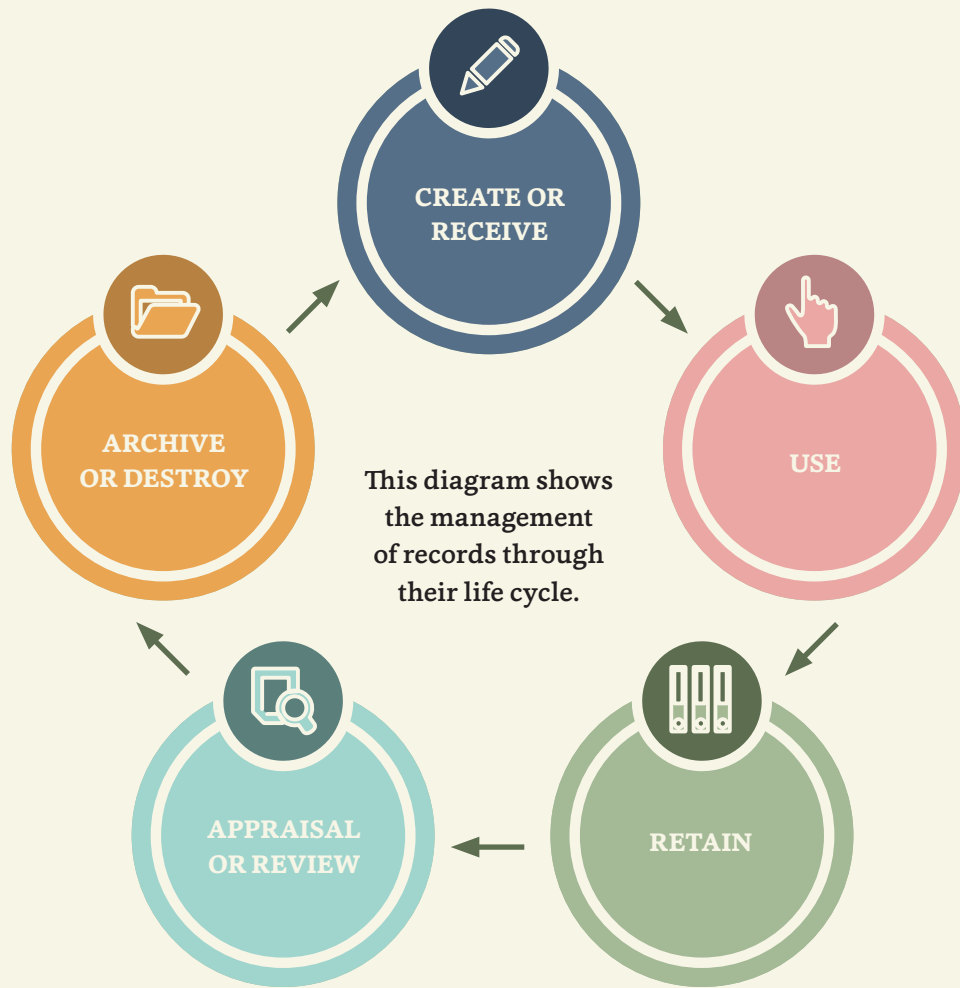 CREATE OR
RECEIVE
USE
RETAIN
APPRAISAL
OR REVIEW
ARCHIVE
OR DESTROY
This diagram shows
the management
of records through
their life cycle.